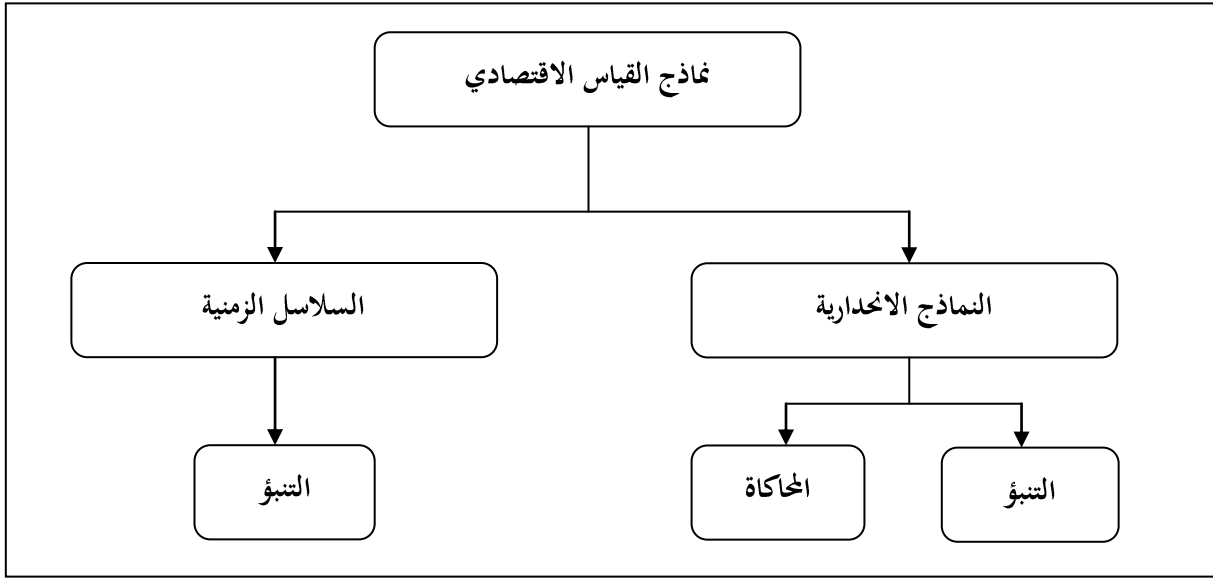 نماذج القياس الاقتصادي
النماذج الانحدارية
السلاسل الزمنية
التنبؤ
المحاكاة
التنبؤ